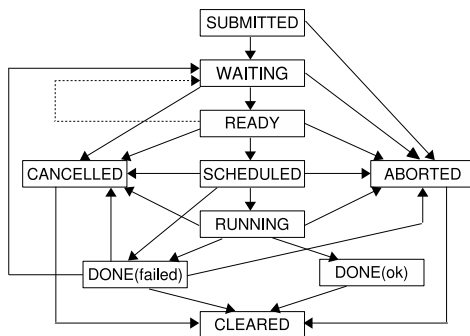 SUBMITTED
WAITING
READY
CANCELLED
SCHEDULED
ABORTED
RUNNING
DONE(failed)
DONE(ok)
CLEARED